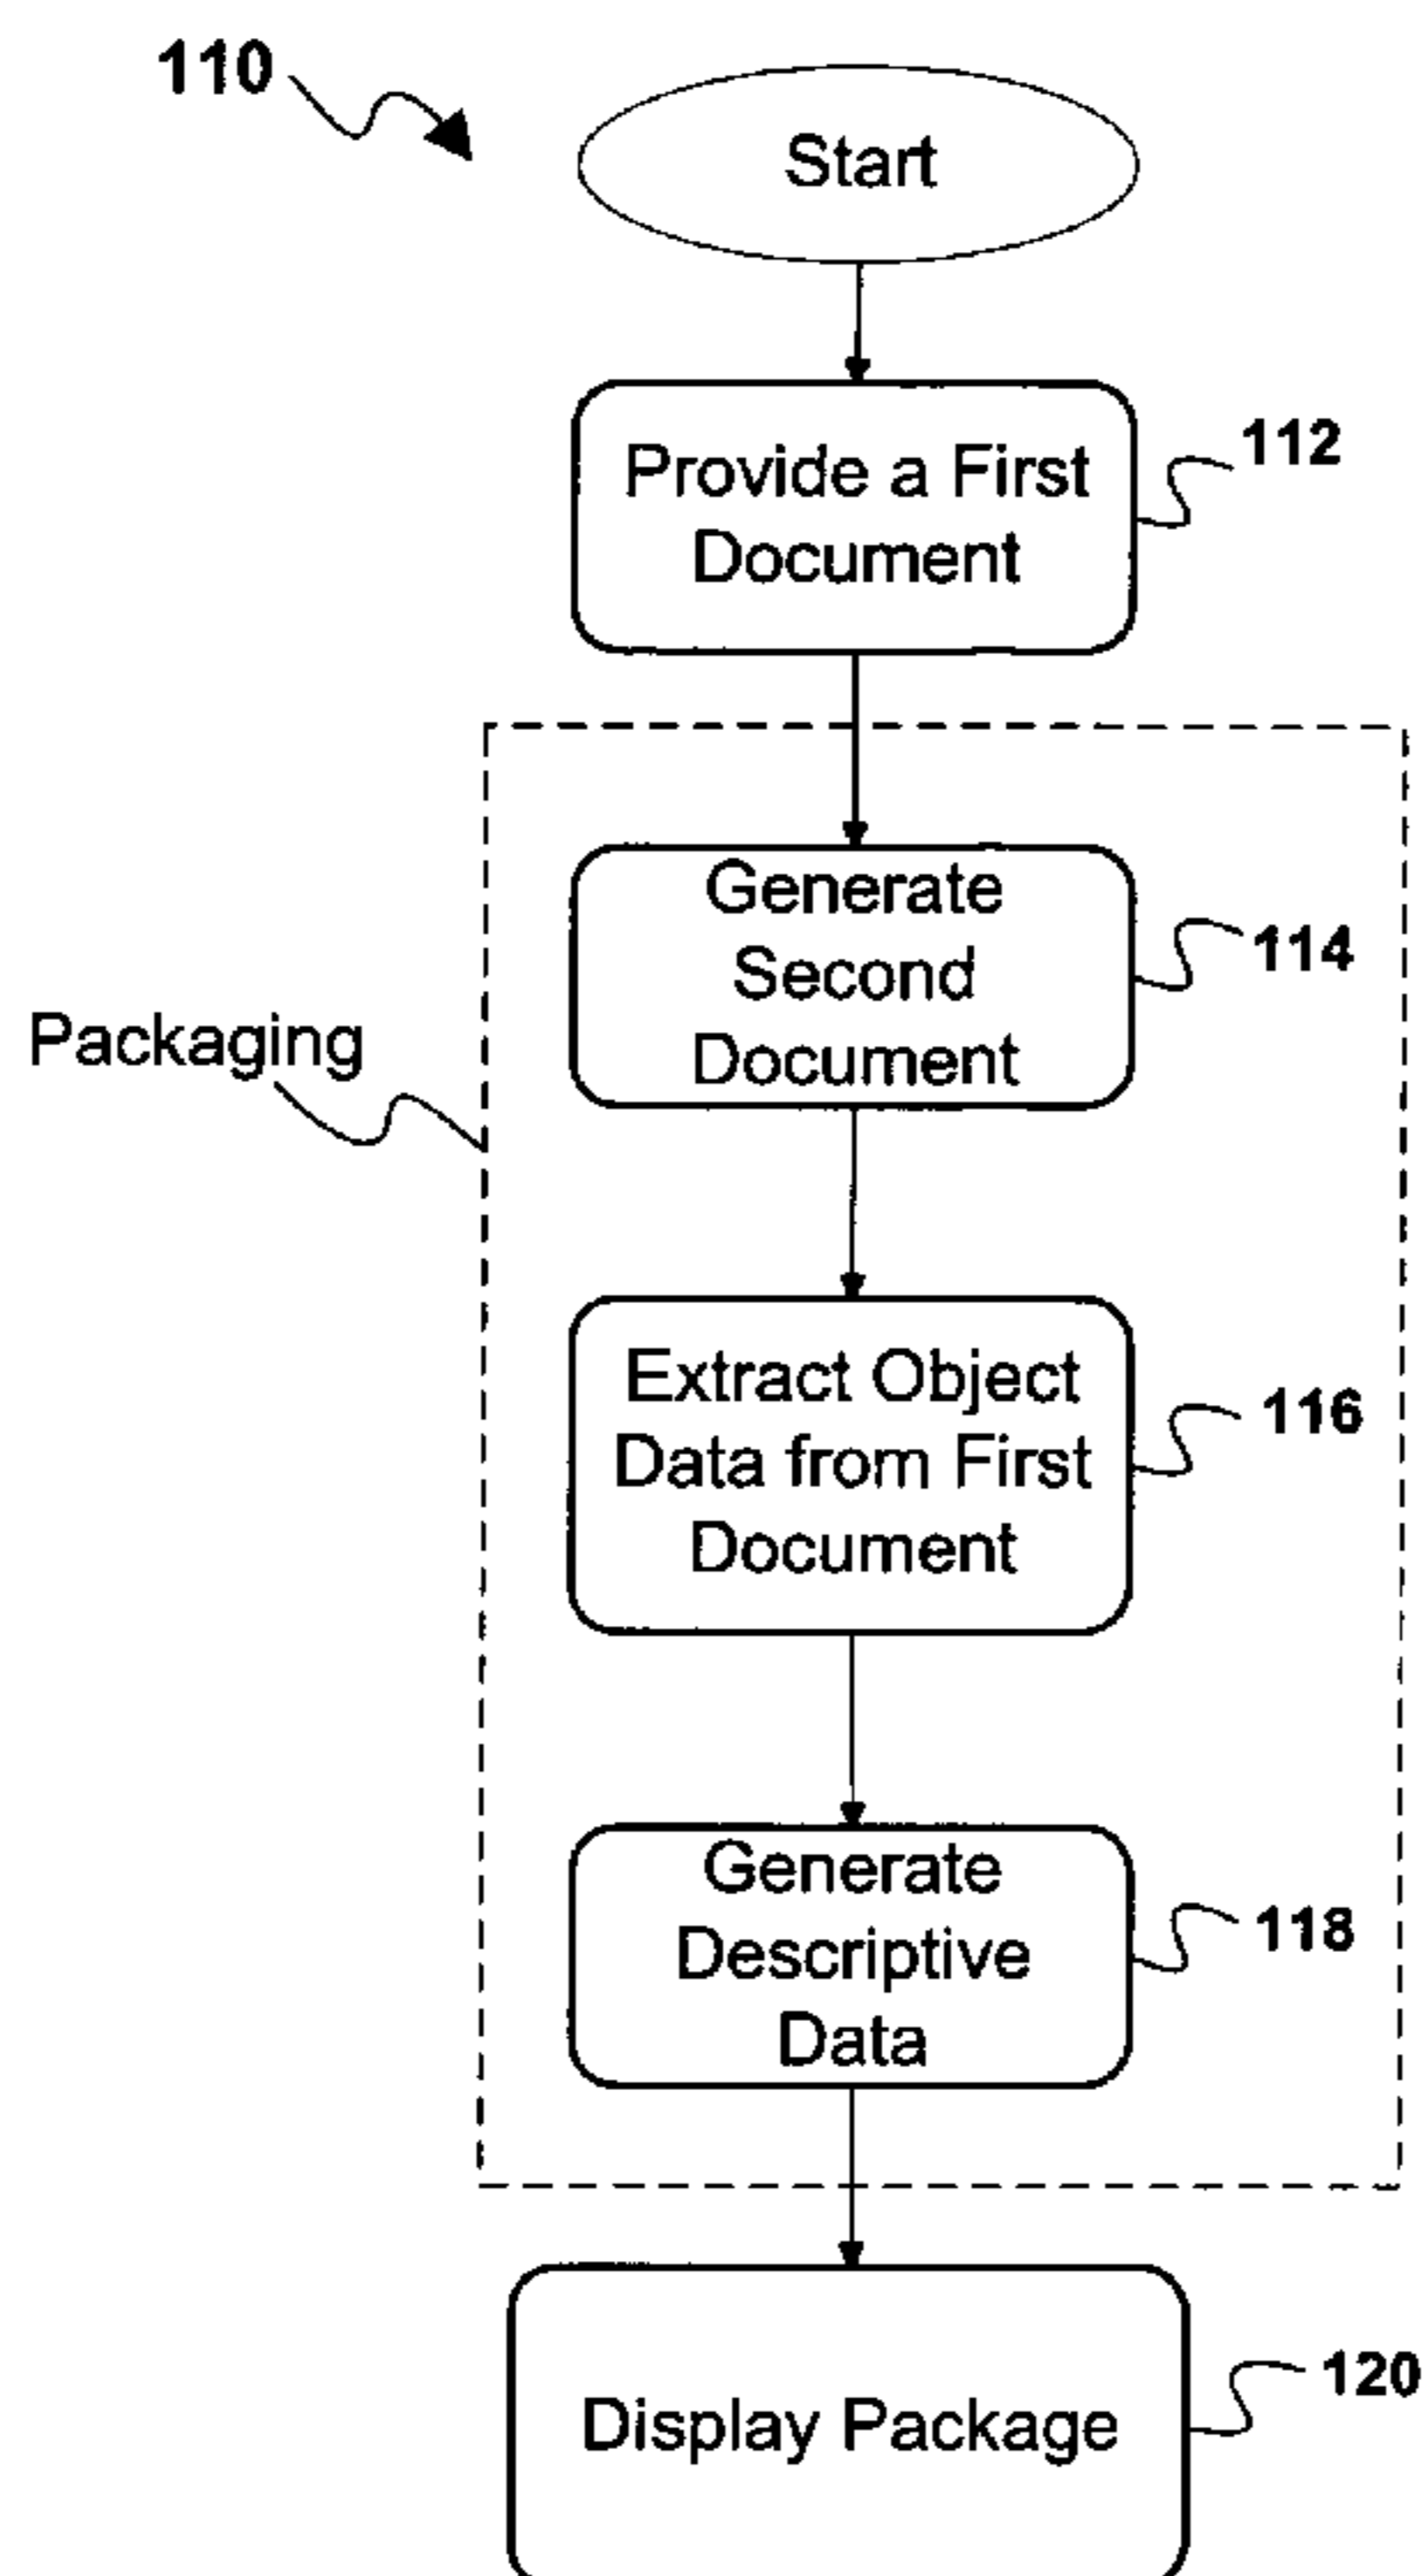 110
Start
Provide a First
Document
112
Generate
Second
Document
114
Packaging
Extract Object
Data from First
Document
116
Generate
Descriptive
Data
118
Display Package
120